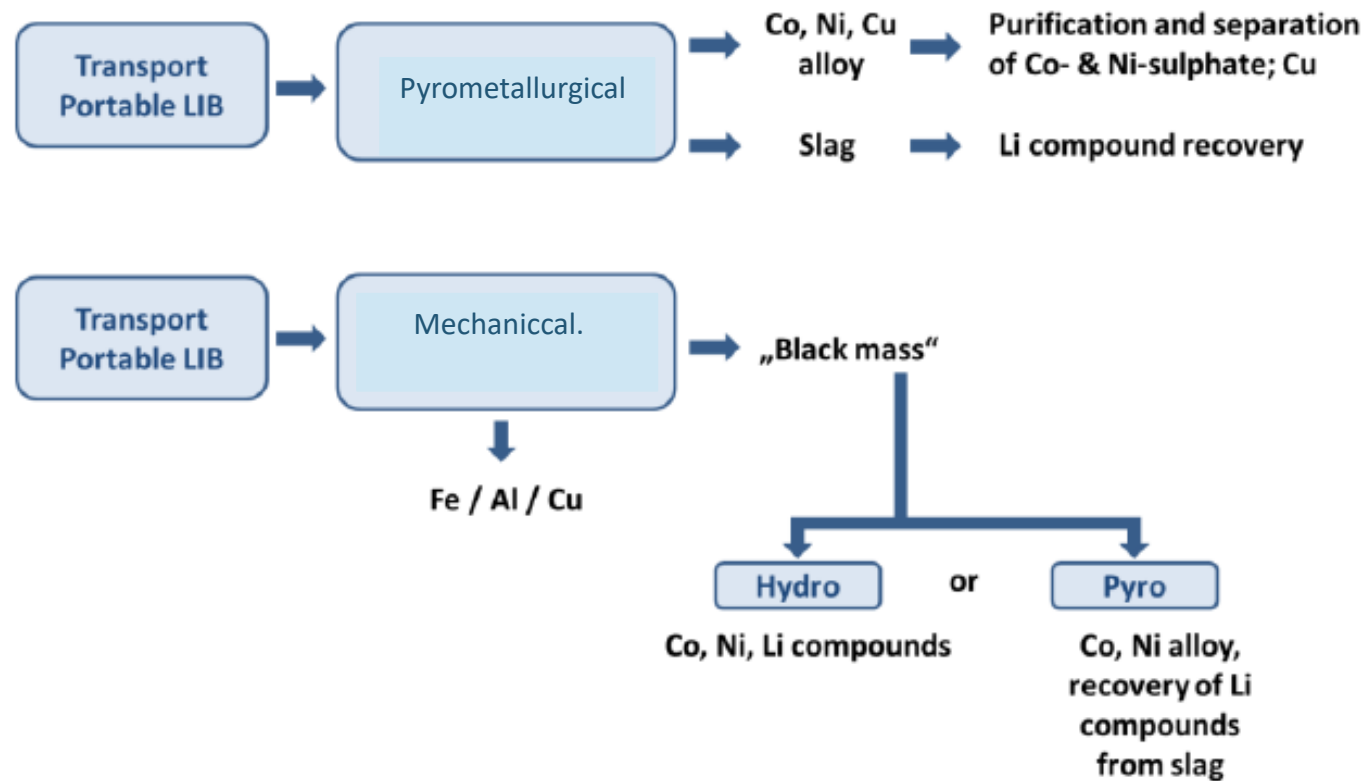 Transport
Portable LIB
Pyrometallurgical
Co, Ni, Cu
alloy
Purification and separation
of Co- & Ni-sulphate; Cu
Slag
Li compound recovery
Transport
Portable LIB
Mechaniccal.
„Black mass“
Fe / Al / Cu
Hydro
or
Pyro
Co, Ni, Li compounds
Co, Ni alloy,
recovery of Li
compounds
from slag